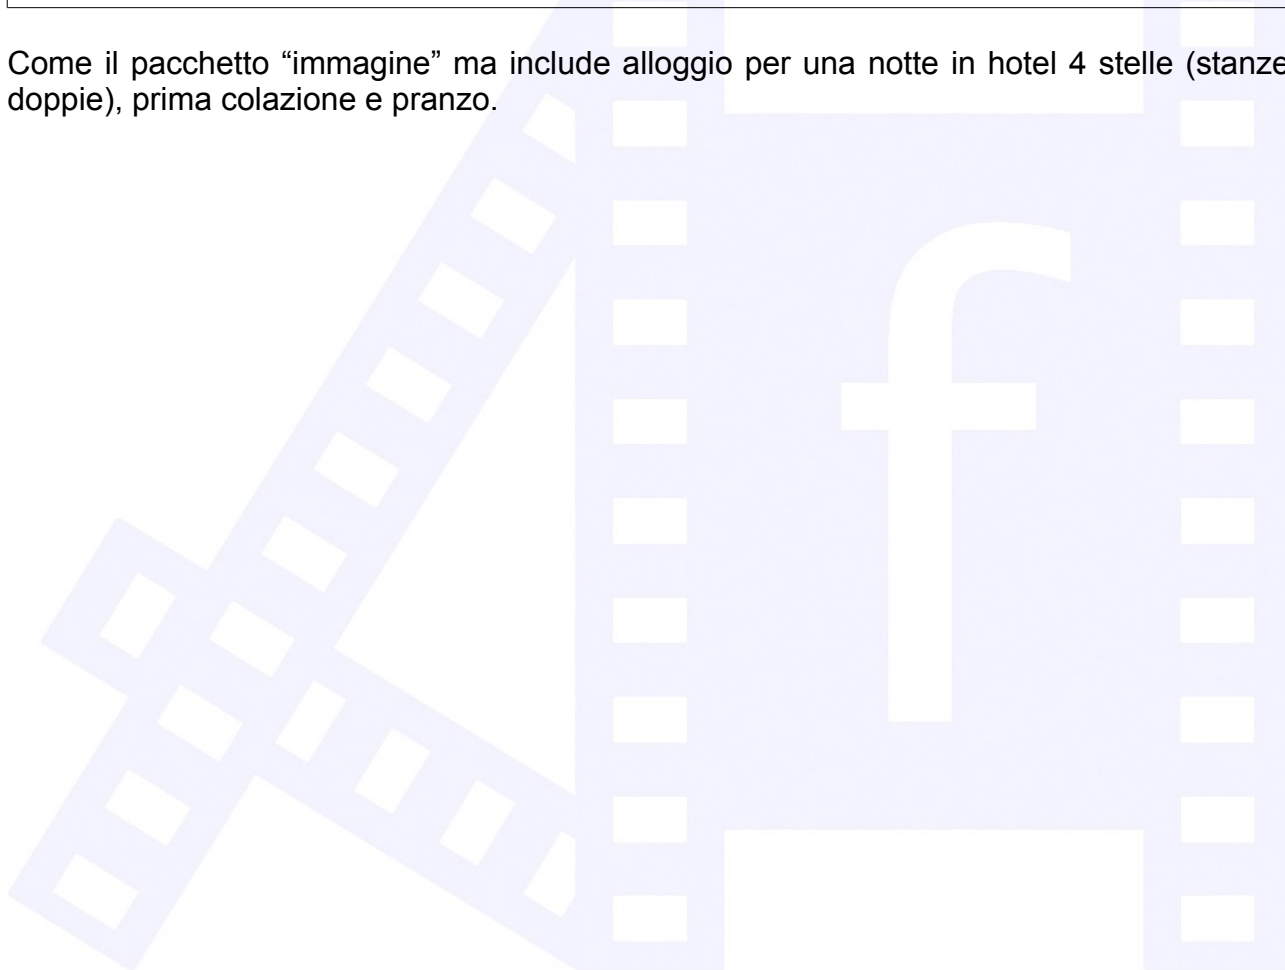 Come il pacchetto “immagine” ma include alloggio per una notte in hotel 4 stelle (stanze
doppie), prima colazione e pranzo.
f